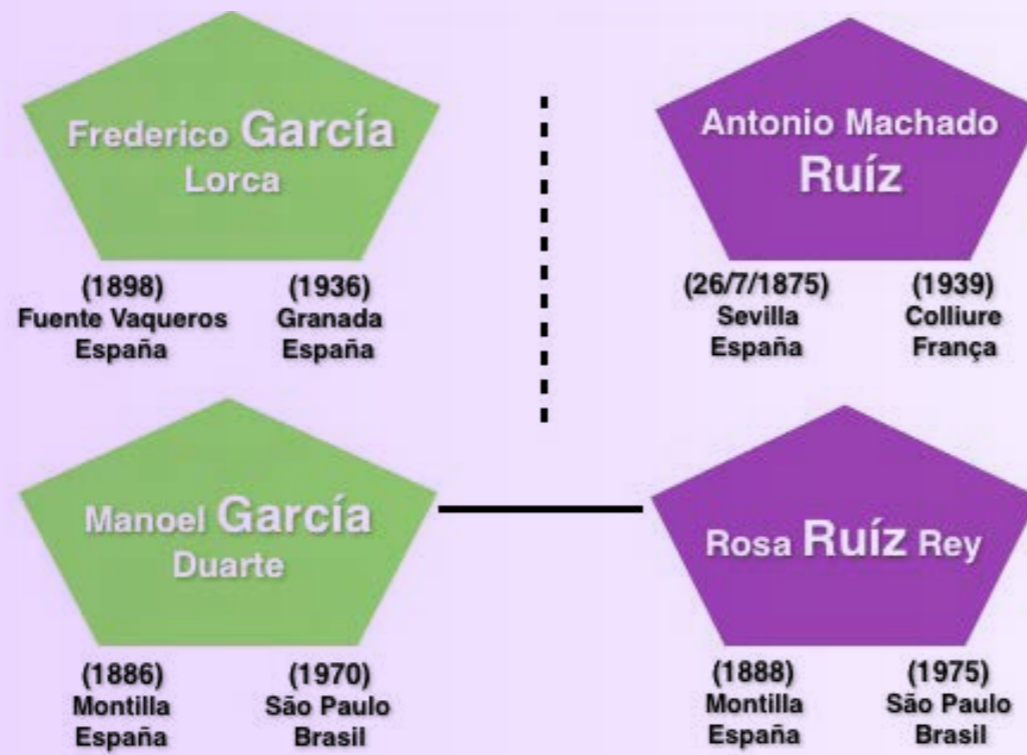 Frederico García
Lorca
(1898)
Fuente Vaqueros
España
(1936)
Granada
España
Antonio Machado
Ruíz
(26/7/1875)
Sevilla
España
(1939)
Colliure
França
Manoel García
Duarte
(1886)
Montilla
España
(1970)
São Paulo
Brasil
Rosa Ruíz Rey
(1888)
Montilla
España
(1975)
São Paulo
Brasil